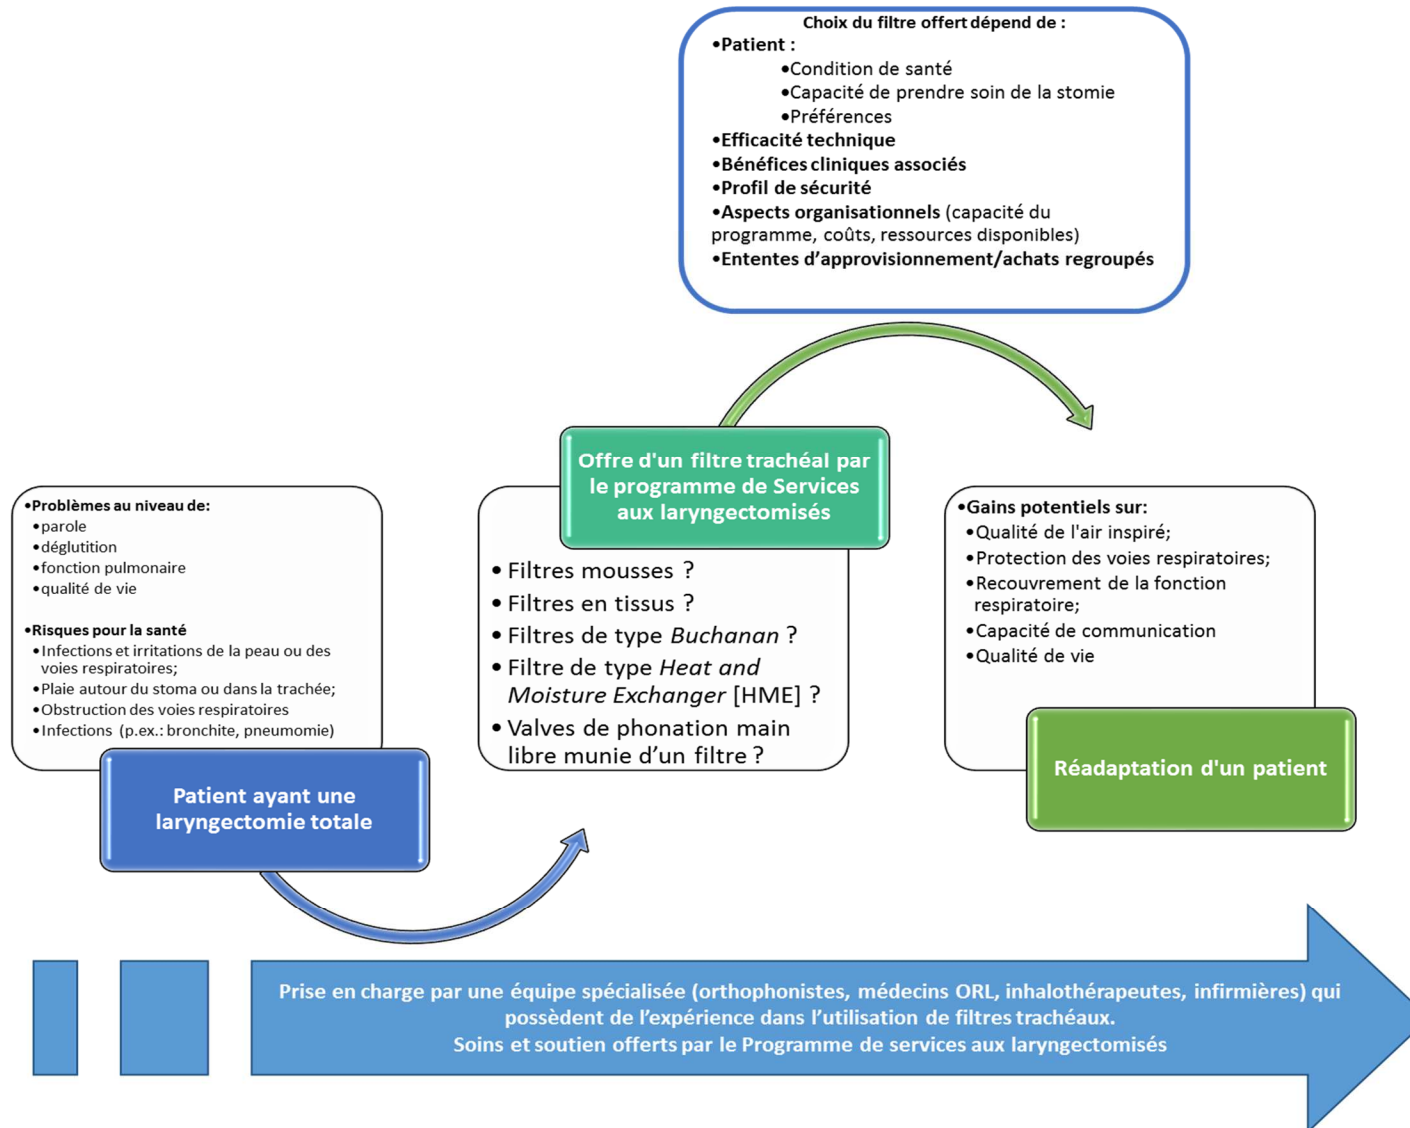 Choix du filtre offert dépend de :
•Patient :
•Condition de santé
•Capacité de prendre soin de la stomie
•Préférences
•Efficacité technique
•Bénéfices cliniques associés
•Profil de sécurité
•Aspects organisationnels (capacité du
programme, coûts, ressources disponibles)
•Ententes d’approvisionnement/achats regroupés
•Problèmes au niveau de:
•parole
•déglutition
•fonction pulmonaire
•qualité de vie
•Risques pour la santé
•Infections et irritations de la peau ou des
voies respiratoires;
•Plaie autour du stoma ou dans la trachée;
•Obstruction des voies respiratoires
•Infections (p.ex.: bronchite, pneumomie)
Patient ayant une
laryngectomie totale
Offre d'un filtre trachéal par
le programme de Services
aux laryngectomisés
• Filtres mousses ?
• Filtres en tissus ?
• Filtres de type Buchanan ?
• Filtre de type Heat and
Moisture Exchanger [HME] ?
• Valves de phonation main
libre munie d’un filtre ?
•Gains potentiels sur:
•Qualité de l'air inspiré;
•Protection des voies respiratoires;
•Recouvrement de la fonction
respiratoire;
•Capacité de communication
•Qualité de vie
Réadaptation d'un patient
Prise en charge par une équipe spécialisée (orthophonistes, médecins ORL, inhalothérapeutes, infirmières) qui
possèdent de l’expérience dans l’utilisation de filtres trachéaux.
Soins et soutien offerts par le Programme de services aux laryngectomisés